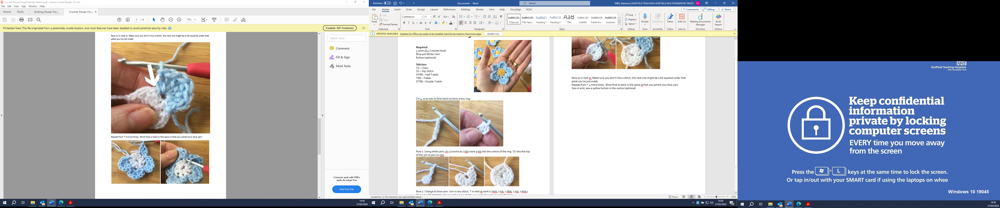 Crochet Flower Forget Me Not Pattern.pdf - Adobe Acrobat Reader (32-bit)
File Edit View Sign Window Help
Home Tools Knitting Flower For... Crochet Flower For... ×
3 / 4 75%
Protected View: This file originated from a potentially unsafe location, and most features have been disabled to avoid potential security risks.
Enable All Features
Now ss in next st. Make sure you don't miss a stitch, the next one might be a bit squared under that
petal you've just made.
Repeat from * 4 more times. Work final ss back in the same st that you joined your blue yarn
Search tools
Comment
Fill & Sign
More Tools
Convert and edit PDFs
with Acrobat Pro
Start Free Trial
14:59
27/03/2024
AutoSave Off Document4 - Word Search EBBS, Katherine (SHEFFIELD TEACHING HOSPITALS NHS FOUNDATION TRUST) EK
File Home Insert Draw Design Layout References Mailings Review View Help DocuSign RCM Comments Editing Share
Paste Cut Copy Format Painter
Clipboard
Castledown 11
Font
Paragraph
AaBbCcDc AaBbCcDc AaBbCc AaBbCcD AaB AaBbCcDc AaBbCcDc AaBbCcDc
¶ Normal ¶ No Spac... Heading 1 Heading 2 Title Subtitle Subtle Em... Emphasis
Styles
Find Replace Select
Editing
Dictate
Voice
Sensitivity
Sensitivity
Editor
Editor
Add-ins
Add-ins
Meeting Documents
Manager
Decisions
Build
Report
InPhase
UPDATES AVAILABLE Updates for Office are ready to be installed, but first we need to close some apps. Update now
Required:
3.5mm (E4) Crochet Hook
Blue and White Yarn
Button (optional)
Stitches:
Ch – Chain
SS – Slip Stitch
HTRB – Half Treble
TRB – Treble
DTRB – Double Treble
CH 4, ss to into to first stitch to form a tiny ring.
Row 1: Using white yarn, ch 3 (counts as 1 trb) work 9 trb into the centre of the ring. SS into the top
of the 3ch to join (10 sts)
Row 2: Change to blue yarn. Join in any stitch, * in next st work (1 htrb, 2 trb, 1 dtrb, 2 trb, 1 htrb,)
Now ss in next st. Make sure you don't miss a stitch, the next one might be a bit squared under that
petal you've just made.
Repeat from * 4 more times. Work final ss back in the same st that you joined your blue yarn
Sew in end, sew a yellow button in the centre (optional)
Guidelines: 5,104 characters (an approximate value). Focus 100%
14:59
27/03/2024
24
NHS
Sheffield Teaching Hospitals
NHS Foundation Trust
Keep confidential
information
private by locking
computer screens
EVERY time you move away
from the screen
Press the + L keys at the same time to lock the screen.
Or tap in/out with your SMART card if using the laptops on whee
Windows 10 19045
14:59
27/03/2024